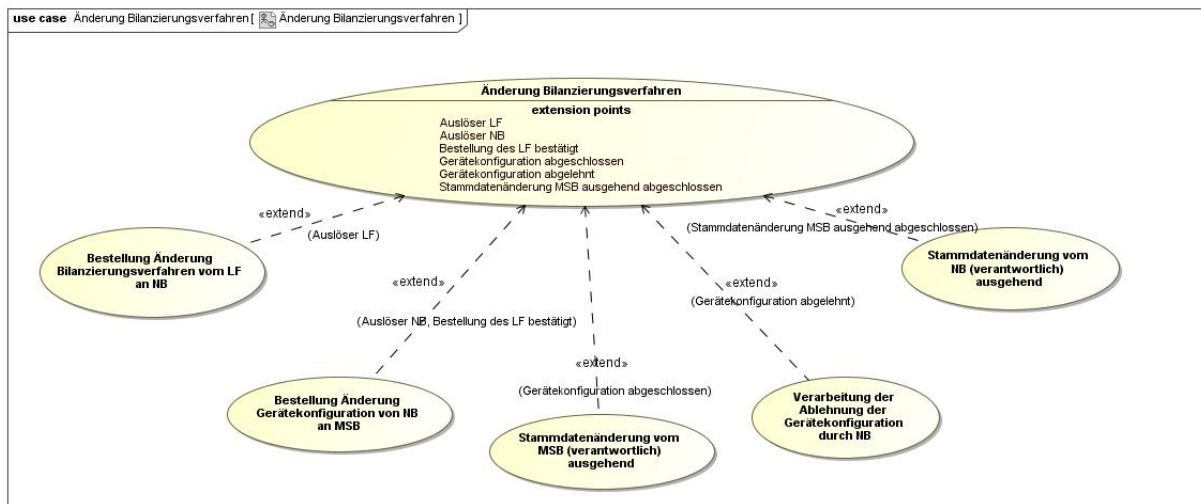 use case Änderung Bilanzierungsverfahren [ Änderung Bilanzierungsverfahren ]
Änderung Bilanzierungsverfahren
extension points
Auslöser LF
Auslöser NB
Bestellung des LF bestätigt
Gerätekonfiguration abgeschlossen
Gerätekonfiguration abgelehnt
Stammdatenänderung MSB ausgehend abgeschlossen
«extend»
(Auslöser LF)
Bestellung Änderung
Bilanzierungsverfahren vom LF
an NB
«extend»
(Auslöser NB, Bestellung des LF bestätigt)
Bestellung Änderung
Gerätekonfiguration von NB
an MSB
«extend»
(Gerätekonfiguration abgeschlossen)
Stammdatenänderung vom
MSB (verantwortlich)
ausgehend
«extend»
(Gerätekonfiguration abgelehnt)
Verarbeitung der
Ablehnung der
Gerätekonfiguration
durch NB
«extend»
(Stammdatenänderung MSB ausgehend abgeschlossen)
Stammdatenänderung vom
NB (verantwortlich)
ausgehend